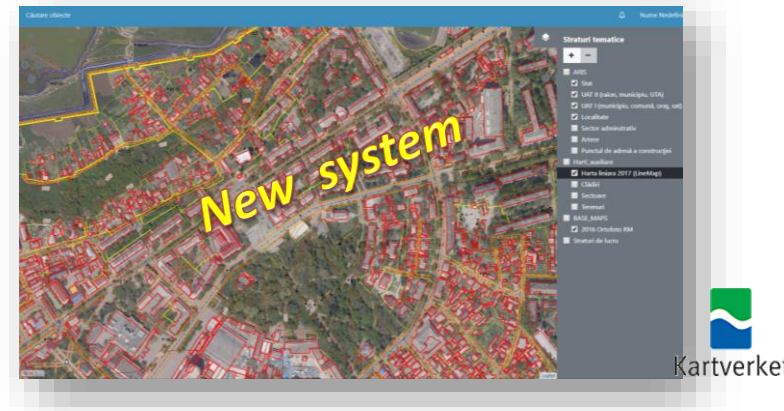 Căutare obiecte
Nume Nedefinit
Straturi tematice
+ −
ARIS
Stat
UAT II (raion, municipiu, UTA)
UAT I (municipiu, comună, oraș, sat)
Localitate
Sector administrativ
Artere
Punctul de adresă a construcției
Harti_auxiliare
Harta liniara 2017 (LineMap)
Clădiri
Sectoare
Terenuri
BASE_MAPS
2016 Ortofoto RM
Straturi de lucru
New system
Leaflet
Kartverket